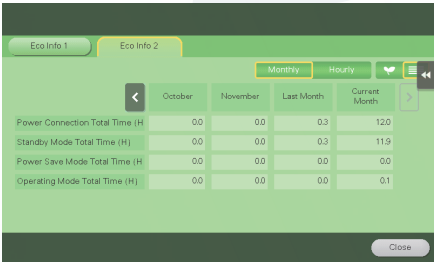 Eco Info 1 Eco Info 2
Monthly Hourly
October November Last Month Current Month
Power Connection Total Time (H 0.0 0.0 0.3 12.0
Standby Mode Total Time (H) 0.0 0.0 0.3 11.9
Power Save Mode Total Time (H 0.0 0.0 0.0 0.0
Operating Mode Total Time (H) 0.0 0.0 0.0 0.1
Close